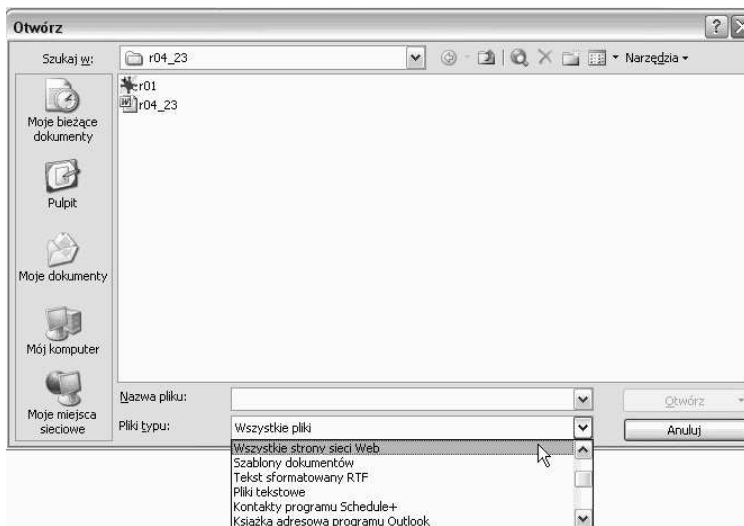 Otwórz
Szukaj w:
r04_23
Narzędzia
r01
r04_23
Moje bieżące
dokumenty
Pulpit
Moje dokumenty
Mój komputer
Moje miejsca
sieciowe
Nazwa pliku:
Otwórz
Pliki typu:
Wszystkie pliki
Anuluj
Wszystkie strony sieci Web
Szablony dokumentów
Tekst sformatowany RTF
Pliki tekstowe
Kontakty programu Schedule+
Książka adresowa programu Outlook